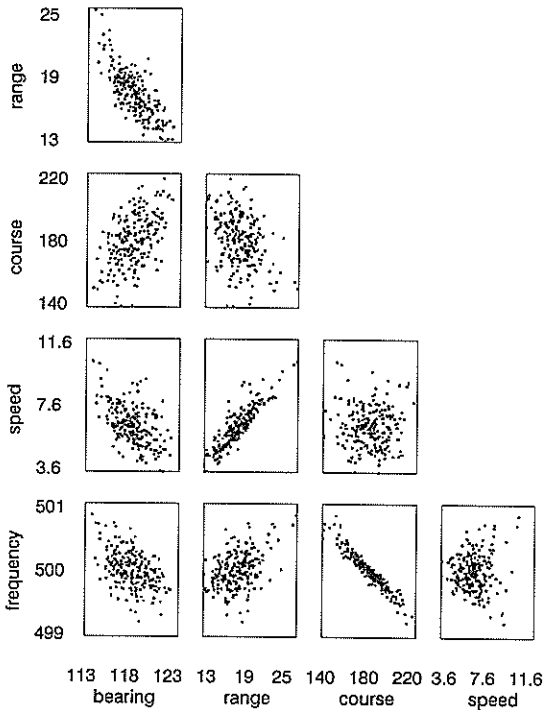 25
19
13
range
220
180
140
course
11.6
7.6
3.6
speed
501
500
499
frequency
113 118 123 13 19 25 140 180 220 3.6 7.6 11.6
bearing range course speed